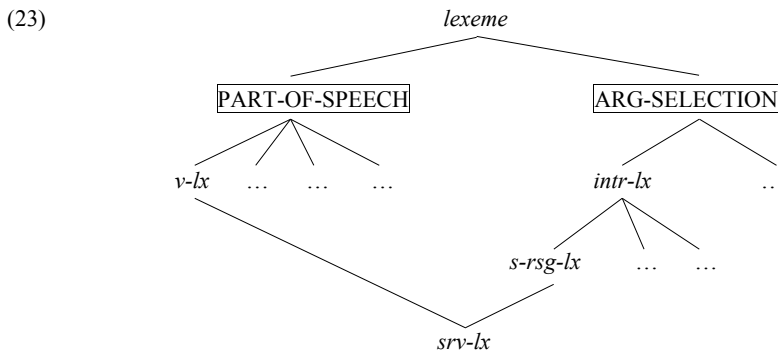 (23) lexeme
PART-OF-SPEECH ARG-SELECTION
v-lx … … … intr-lx …
s-rsg-lx … …
srv-lx